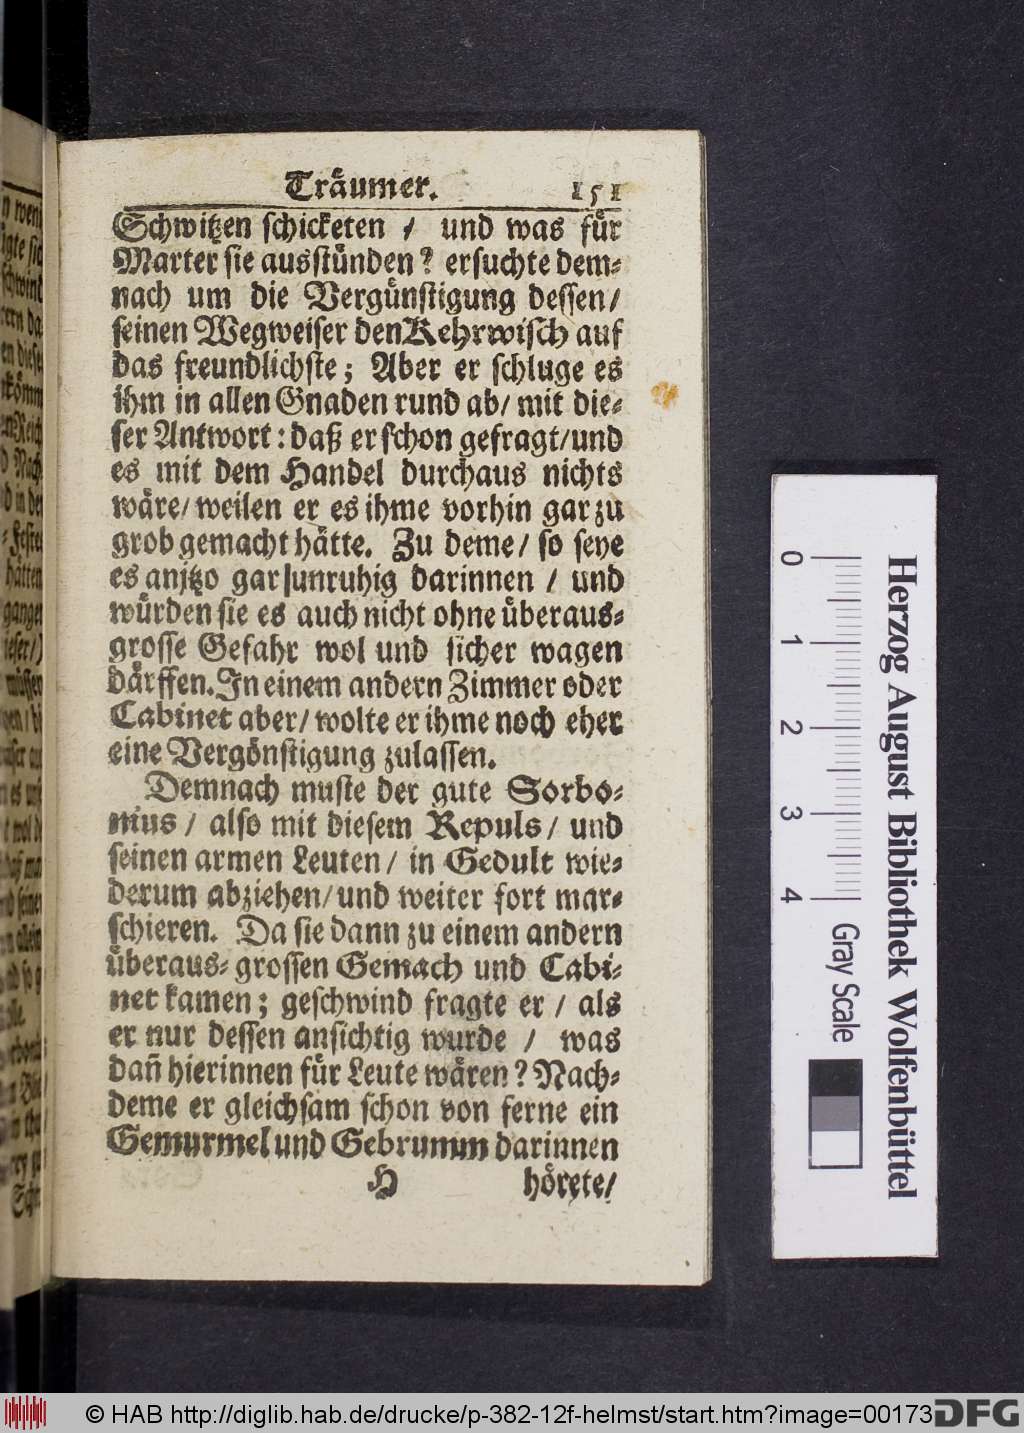 Träumer. 151
Schwitzen schicketen / und was für
Marter sie ausstünden? ersuchte dem-
nach um die Vergünstigung dessen/
seinen Wegweiser den Kehrwisch auf
das freundlichste; Aber er schluge es
ihm in allen Gnaden rund ab/ mit die-
ser Antwort: daß er schon gefragt/und
es mit dem Handel durchaus nichts
wäre/ weilen er es ihme vorhin gar zu
grob gemacht hätte. Zu deme/ so seye
es anjtzo gar unruhig darinnen / und
würden sie es auch nicht ohne überaus-
grosse Gefahr wol und sicher wagen
därffen. In einem andern Zimmer oder
Cabinet aber/ wolte er ihme noch eher
eine Vergönstigung zulassen.
Demnach muste der gute Sorbo-
nius / also mit diesem Repuls/ und
seinen armen Leuten/ in Gedult wie-
derum abziehen/ und weiter fort mar-
schieren. Da sie dann zu einem andern
überaus-grossen Gemach und Cabi-
net kamen; geschwind fragte er / als
er nur dessen ansichtig wurde / was
dañ hierinnen für Leute wären? Nach-
deme er gleichsam schon von ferne ein
Gemurmel und Gebrumm darinnen
H hörete/
0 1 2 3 4 Gray Scale
Herzog August Bibliothek Wolfenbüttel
© HAB http://diglib.hab.de/drucke/p-382-12f-helmst/start.htm?image=00173
DFG